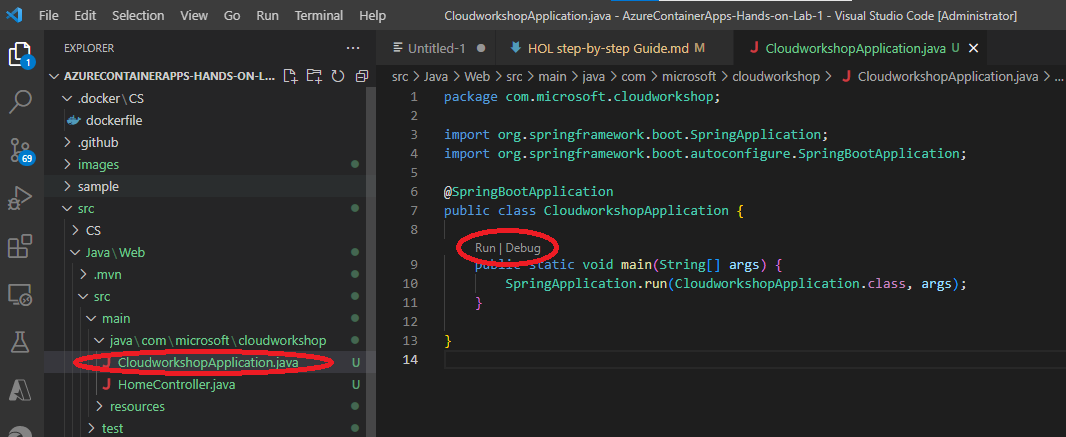 File Edit Selection View Go Run Terminal Help CloudworkshopApplication.java - AzureContainerApps-Hands-on-Lab-1 - Visual Studio Code [Administrator]
EXPLORER
AZURECONTAINERAPPS-HANDS-ON-L...
.docker\CS
dockerfile
.github
images
sample
src
CS
Java\Web
.mvn
src
main
java\com\microsoft\cloudworkshop
CloudworkshopApplication.java U
HomeController.java U
resources
test
69
Untitled-1
HOL step-by-step Guide.md M
CloudworkshopApplication.java U
src > Java > Web > src > main > java > com > microsoft > cloudworkshop > CloudworkshopApplication.java > ...
1 package com.microsoft.cloudworkshop;
2
3 import org.springframework.boot.SpringApplication;
4 import org.springframework.boot.autoconfigure.SpringBootApplication;
5
6 @SpringBootApplication
7 public class CloudworkshopApplication {
8
Run | Debug
9 public static void main(String[] args) {
10 SpringApplication.run(CloudworkshopApplication.class, args);
11 }
12
13 }
14